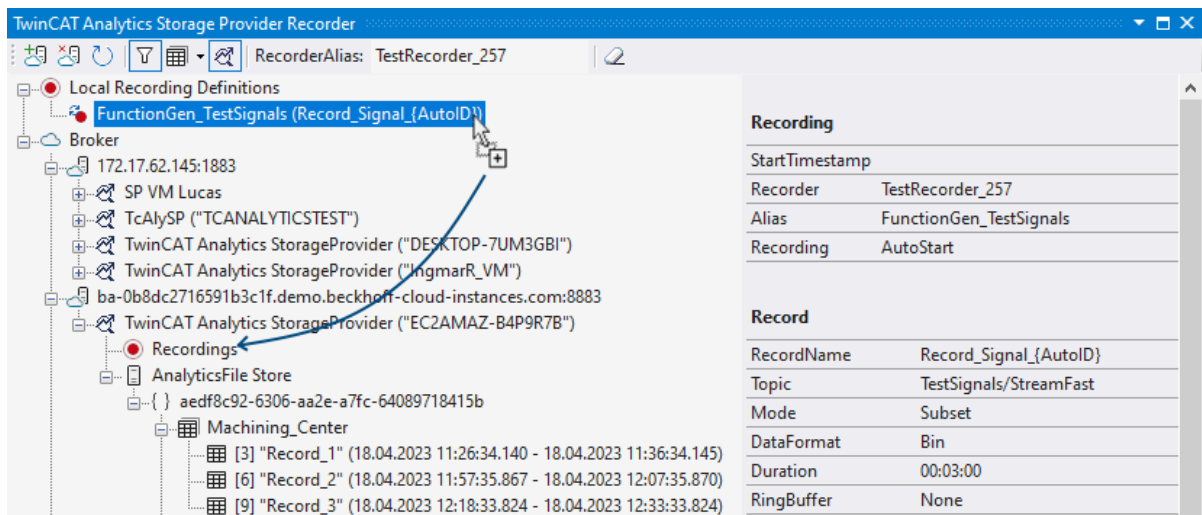 TwinCAT Analytics Storage Provider Recorder
RecorderAlias: TestRecorder_257
Local Recording Definitions
FunctionGen_TestSignals (Record_Signal_{AutoID})
Broker
172.17.62.145:1883
SP VM Lucas
TcAlySP ("TCANALYTICSTEST")
TwinCAT Analytics StorageProvider ("DESKTOP-7UM3GBI")
TwinCAT Analytics StorageProvider ("IngmarR_VM")
ba-0b8dc2716591b3c1f.demo.beckhoff-cloud-instances.com:8883
TwinCAT Analytics StorageProvider ("EC2AMAZ-B4P9R7B")
Recordings
AnalyticsFile Store
{ } aedf8c92-6306-aa2e-a7fc-64089718415b
Machining_Center
[3] "Record_1" (18.04.2023 11:26:34.140 - 18.04.2023 11:36:34.145)
[6] "Record_2" (18.04.2023 11:57:35.867 - 18.04.2023 12:07:35.870)
[9] "Record_3" (18.04.2023 12:18:33.824 - 18.04.2023 12:33:33.824)
Recording
StartTimestamp
Recorder TestRecorder_257
Alias FunctionGen_TestSignals
Recording AutoStart
Record
RecordName Record_Signal_{AutoID}
Topic TestSignals/StreamFast
Mode Subset
DataFormat Bin
Duration 00:03:00
RingBuffer None